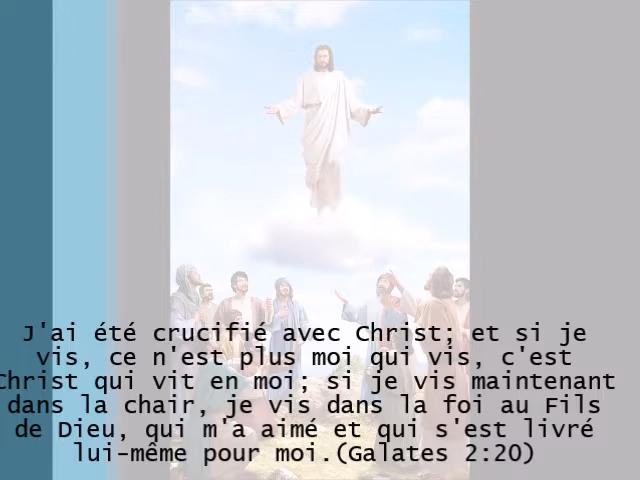 J'ai été crucifié avec Christ; et si je
vis, ce n'est plus moi qui vis, c'est
Christ qui vit en moi; si je vis maintenant
dans la chair, je vis dans la foi au Fils
de Dieu, qui m'a aimé et qui s'est livré
lui-même pour moi.(Galates 2:20)